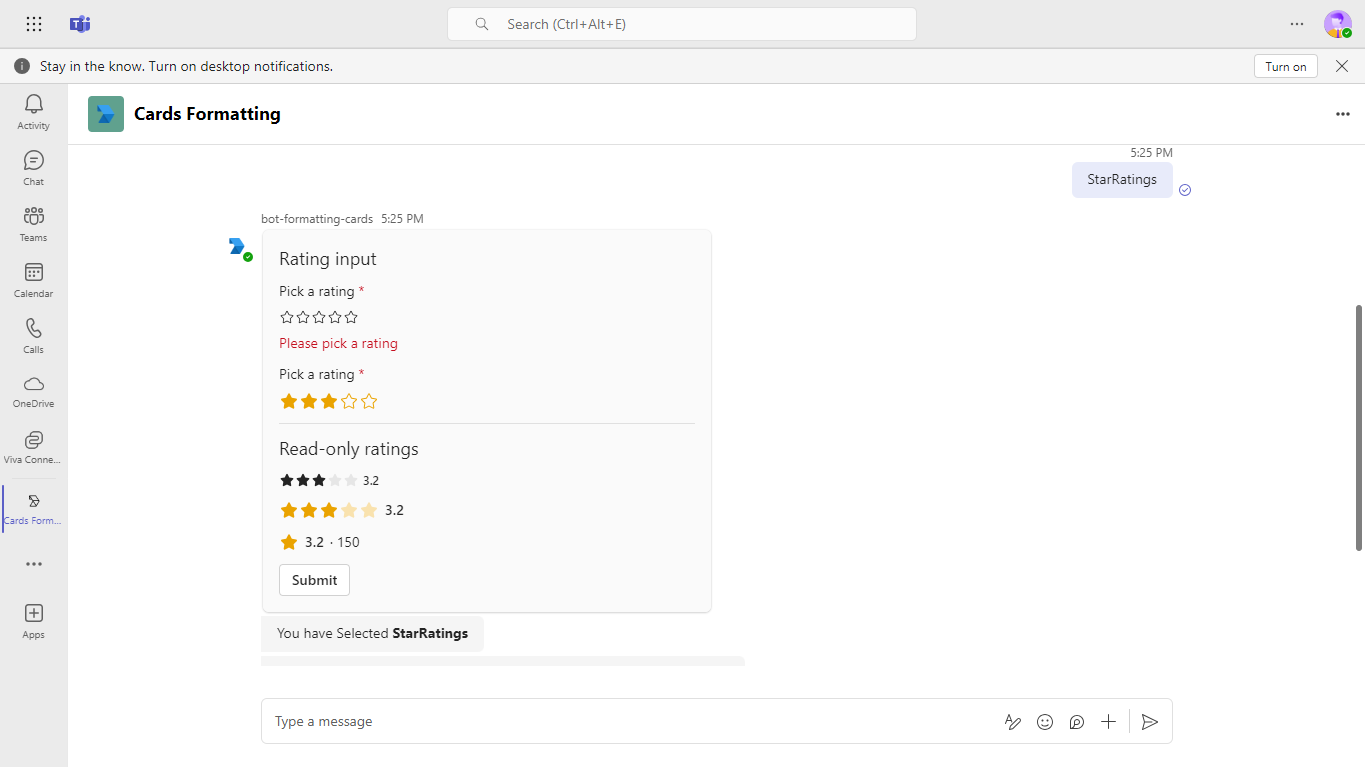 Search (Ctrl+Alt+E)
Stay in the know. Turn on desktop notifications.
Turn on
Activity
Chat
Teams
Calendar
Calls
OneDrive
Viva Conne...
Cards Form...
Apps
Cards Formatting
5:25 PM
StarRatings
bot-formatting-cards 5:25 PM
Rating input
Pick a rating *
Please pick a rating
Pick a rating *
Read-only ratings
3.2
3.2
3.2 · 150
Submit
You have Selected StarRatings
Type a message